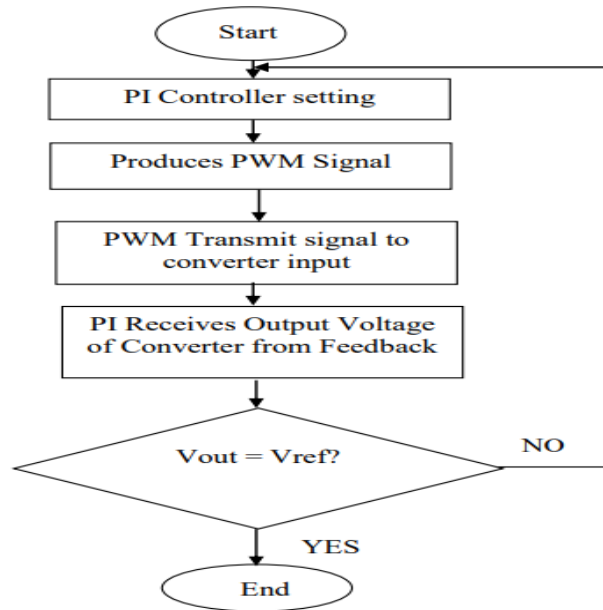 Start
PI Controller setting
Produces PWM Signal
PWM Transmit signal to
converter input
PI Receives Output Voltage
of Converter from Feedback
Vout = Vref?
NO
YES
End